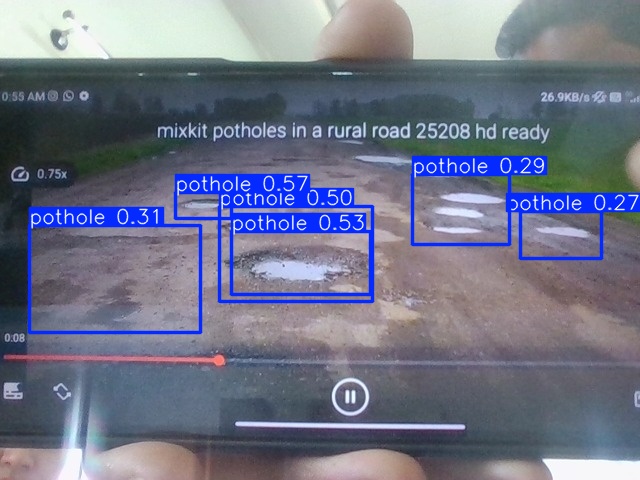 0:55 AM
26.9KB/s
mixkit potholes in a rural road 25208 hd ready
0.75x
pothole 0.29
pothole 0.57
pothole 0.50
pothole 0.27
pothole 0.31
pothole 0.53
0:08